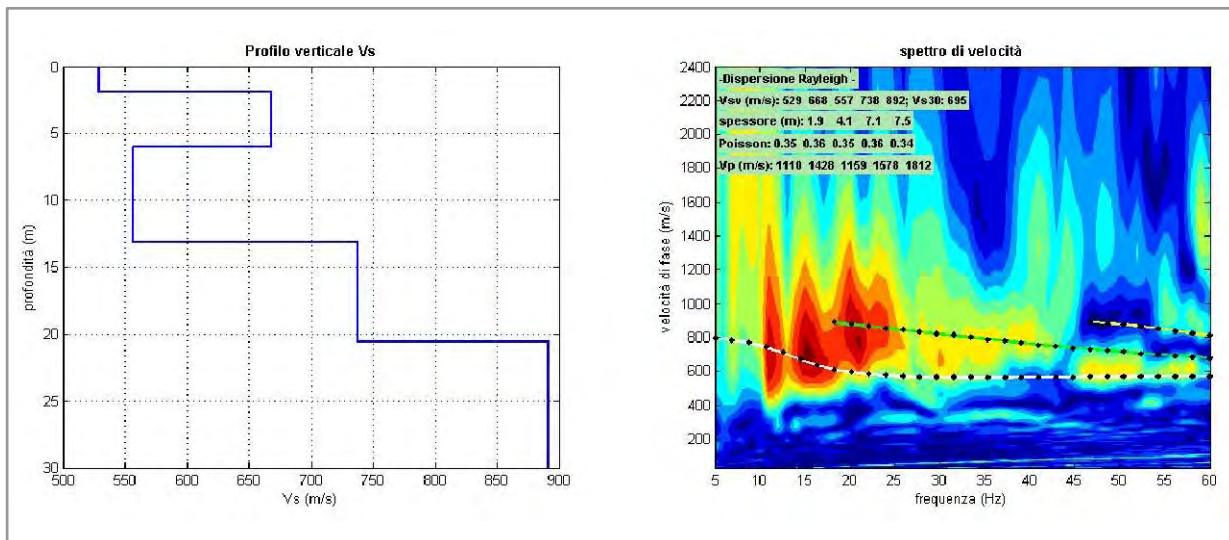 Profilo verticale Vs
0
5
10
15
20
25
30
profondità (m)
500 550 600 650 700 750 800 850 900
Vs (m/s)
spettro di velocità
2400
2200
2000
1800
1600
1400
1200
1000
800
600
400
200
velocità di fase (m/s)
-Dispersione Rayleigh -
Vsv (m/s): 529 668 557 738 892; Vs30: 695
spessore (m): 1.9 4.1 7.1 7.5
Poisson: 0.35 0.36 0.35 0.36 0.34
Vp (m/s): 1110 1428 1159 1578 1812
5 10 15 20 25 30 35 40 45 50 55 60
frequenza (Hz)